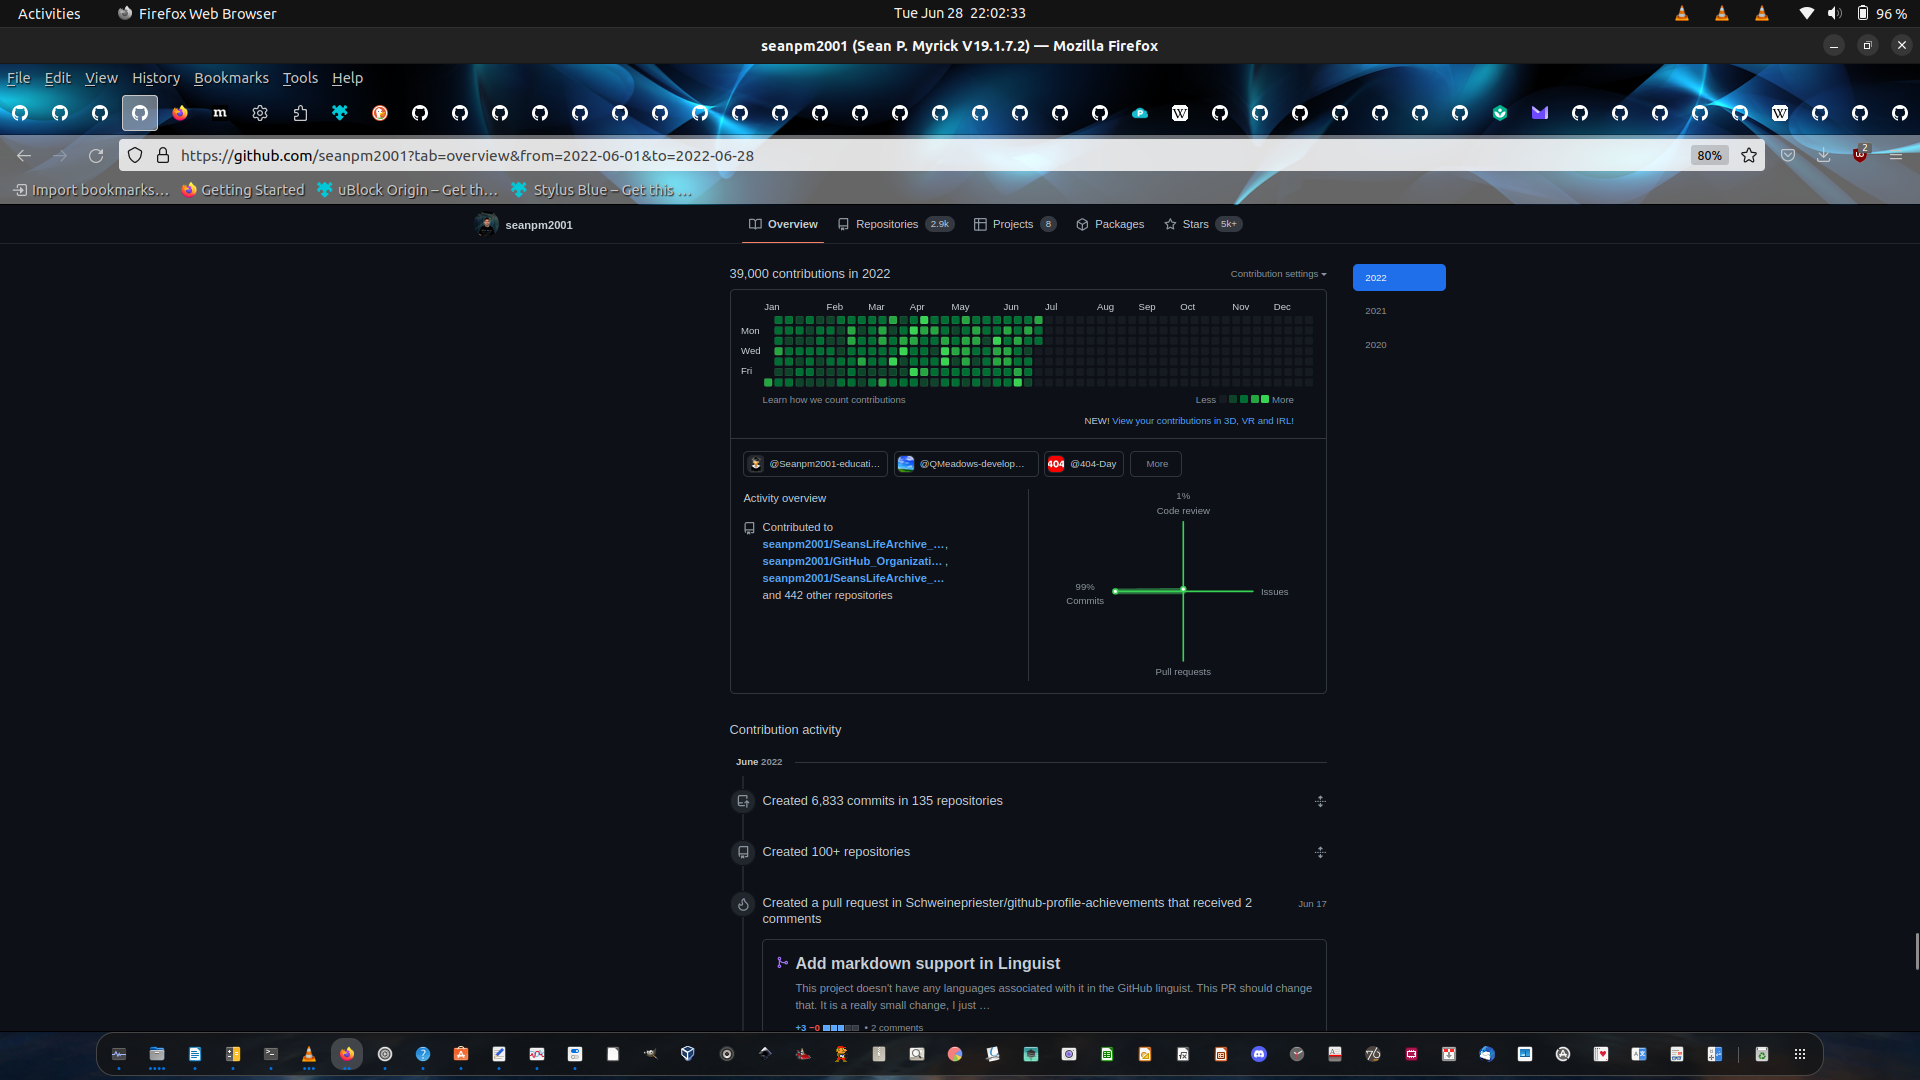 Activities
Firefox Web Browser
Tue Jun 28 22:02:33
96 %
seanpm2001 (Sean P. Myrick V19.1.7.2) — Mozilla Firefox
File Edit View History Bookmarks Tools Help
m
P
W
W
https://github.com/seanpm2001?tab=overview&from=2022-06-01&to=2022-06-28
80%
2
Import bookmarks…
Getting Started
uBlock Origin – Get th…
Stylus Blue – Get this …
seanpm2001
Overview
Repositories 2.9k
Projects 8
Packages
Stars 5k+
39,000 contributions in 2022
Contribution settings
2022
2021
2020
Jan Feb Mar Apr May Jun Jul Aug Sep Oct Nov Dec
Mon
Wed
Fri
Learn how we count contributions
Less More
NEW! View your contributions in 3D, VR and IRL!
@Seanpm2001-educati…
@QMeadows-develop…
404 @404-Day
More
Activity overview
Contributed to
seanpm2001/SeansLifeArchive_…,
seanpm2001/GitHub_Organizati… ,
seanpm2001/SeansLifeArchive_…
and 442 other repositories
1%
Code review
99%
Commits
Issues
Pull requests
Contribution activity
June 2022
Created 6,833 commits in 135 repositories
Created 100+ repositories
Created a pull request in Schweinepriester/github-profile-achievements that received 2
comments
Jun 17
Add markdown support in Linguist
This project doesn't have any languages associated with it in the GitHub linguist. This PR should change
that. It is a really small change, I just …
+3 −0 • 2 comments
76